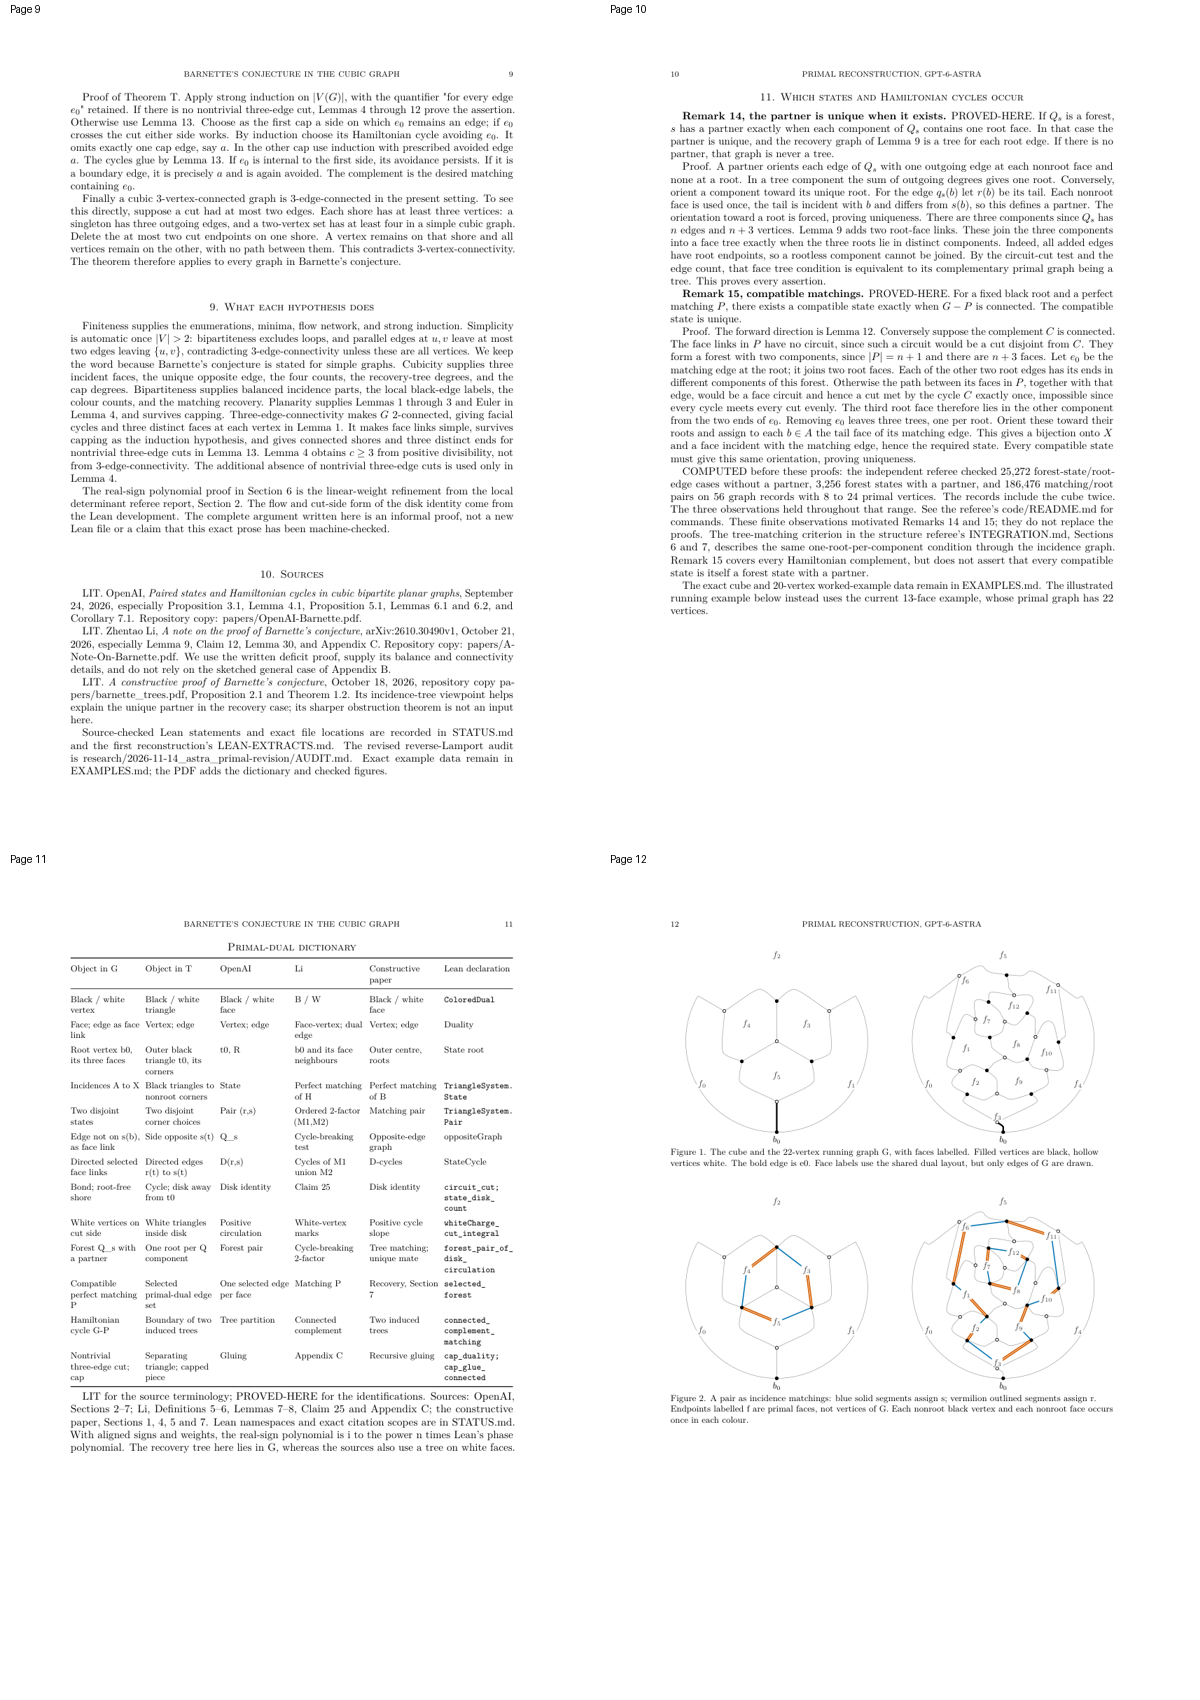 Page 9
BARNETTE'S CONJECTURE IN THE CUBIC GRAPH 9
Proof of Theorem T. Apply strong induction on |V(G)|, with the quantifier "for every edge
e0" retained. If there is no nontrivial three-edge cut, Lemmas 4 through 12 prove the assertion.
Otherwise use Lemma 13. Choose as the first cap a side on which e0 remains an edge; if e0
crosses the cut either side works. By induction choose its Hamiltonian cycle avoiding e0. It
omits exactly one cap edge, say a. In the other cap use induction with prescribed avoided edge
a. The cycles glue by Lemma 13. If e0 is internal to the first side, its avoidance persists. If it is
a boundary edge, it is precisely a and is again avoided. The complement is the desired matching
containing e0.
Finally a cubic 3-vertex-connected graph is 3-edge-connected in the present setting. To see
this directly, suppose a cut had at most two edges. Each shore has at least three vertices: a
singleton has three outgoing edges, and a two-vertex set has at least four in a simple cubic graph.
Delete the at most two cut endpoints on one shore. A vertex remains on that shore and all
vertices remain on the other, with no path between them. This contradicts 3-vertex-connectivity.
The theorem therefore applies to every graph in Barnette's conjecture.
9. What each hypothesis does
Finiteness supplies the enumerations, minima, flow network, and strong induction. Simplicity
is automatic once |V| > 2: bipartiteness excludes loops, and parallel edges at u, v leave at most
two edges leaving {u, v}, contradicting 3-edge-connectivity unless these are all vertices. We keep
the word because Barnette's conjecture is stated for simple graphs. Cubicity supplies three
incident faces, the unique opposite edge, the four counts, the recovery-tree degrees, and the
cap degrees. Bipartiteness supplies balanced incidence parts, the local black-edge labels, the
colour counts, and the matching recovery. Planarity supplies Lemmas 1 through 3 and Euler in
Lemma 4, and survives capping. Three-edge-connectivity makes G 2-connected, giving facial
cycles and three distinct faces at each vertex in Lemma 1. It makes face links simple, survives
capping as the induction hypothesis, and gives connected shores and three distinct ends for
nontrivial three-edge cuts in Lemma 13. Lemma 4 obtains c ≥ 3 from positive divisibility, not
from 3-edge-connectivity. The additional absence of nontrivial three-edge cuts is used only in
Lemma 4.
The real-sign polynomial proof in Section 6 is the linear-weight refinement from the local
determinant referee report, Section 2. The flow and cut-side form of the disk identity come from
the Lean development. The complete argument written here is an informal proof, not a new
Lean file or a claim that this exact prose has been machine-checked.
10. Sources
LIT. OpenAI, Paired states and Hamiltonian cycles in cubic bipartite planar graphs, September
24, 2026, especially Proposition 3.1, Lemma 4.1, Proposition 5.1, Lemmas 6.1 and 6.2, and
Corollary 7.1. Repository copy: papers/OpenAI-Barnette.pdf.
LIT. Zhentao Li, A note on the proof of Barnette's conjecture, arXiv:2610.30490v1, October 21,
2026, especially Lemma 9, Claim 12, Lemma 30, and Appendix C. Repository copy: papers/A-
Note-On-Barnette.pdf. We use the written deficit proof, supply its balance and connectivity
details, and do not rely on the sketched general case of Appendix B.
LIT. A constructive proof of Barnette's conjecture, October 18, 2026, repository copy pa-
pers/barnette_trees.pdf, Proposition 2.1 and Theorem 1.2. Its incidence-tree viewpoint helps
explain the unique partner in the recovery case; its sharper obstruction theorem is not an input
here.
Source-checked Lean statements and exact file locations are recorded in STATUS.md
and the first reconstruction's LEAN-EXTRACTS.md. The revised reverse-Lamport audit
is research/2026-11-14_astra_primal-revision/AUDIT.md. Exact example data remain in
EXAMPLES.md; the PDF adds the dictionary and checked figures.
Page 10
10 PRIMAL RECONSTRUCTION, GPT-6-ASTRA
11. Which states and Hamiltonian cycles occur
Remark 14, the partner is unique when it exists. PROVED-HERE. If Qs is a forest,
s has a partner exactly when each component of Qs contains one root face. In that case the
partner is unique, and the recovery graph of Lemma 9 is a tree for each root edge. If there is no
partner, that graph is never a tree.
Proof. A partner orients each edge of Qs with one outgoing edge at each nonroot face and
none at a root. In a tree component the sum of outgoing degrees gives one root. Conversely,
orient a component toward its unique root. For the edge qs(b) let r(b) be its tail. Each nonroot
face is used once, the tail is incident with b and differs from s(b), so this defines a partner. The
orientation toward a root is forced, proving uniqueness. There are three components since Qs has
n edges and n + 3 vertices. Lemma 9 adds two root-face links. These join the three components
into a face tree exactly when the three roots lie in distinct components. Indeed, all added edges
have root endpoints, so a rootless component cannot be joined. By the circuit-cut test and the
edge count, that face tree condition is equivalent to its complementary primal graph being a
tree. This proves every assertion.
Remark 15, compatible matchings. PROVED-HERE. For a fixed black root and a perfect
matching P, there exists a compatible state exactly when G − P is connected. The compatible
state is unique.
Proof. The forward direction is Lemma 12. Conversely suppose the complement C is connected.
The face links in P have no circuit, since such a circuit would be a cut disjoint from C. They
form a forest with two components, since |P| = n + 1 and there are n + 3 faces. Let e0 be the
matching edge at the root; it joins two root faces. Each of the other two root edges has its ends in
different components of this forest. Otherwise the path between its faces in P, together with that
edge, would be a face circuit and hence a cut met by the cycle C exactly once, impossible since
every cycle meets every cut evenly. The third root face therefore lies in the other component
from the two ends of e0. Removing e0 leaves three trees, one per root. Orient these toward their
roots and assign to each b ∈ A the tail face of its matching edge. This gives a bijection onto X
and a face incident with the matching edge, hence the required state. Every compatible state
must give this same orientation, proving uniqueness.
COMPUTED before these proofs: the independent referee checked 25,272 forest-state/root-
edge cases without a partner, 3,256 forest states with a partner, and 186,476 matching/root
pairs on 56 graph records with 8 to 24 primal vertices. The records include the cube twice.
The three observations held throughout that range. See the referee's code/README.md for
commands. These finite observations motivated Remarks 14 and 15; they do not replace the
proofs. The tree-matching criterion in the structure referee's INTEGRATION.md, Sections
6 and 7, describes the same one-root-per-component condition through the incidence graph.
Remark 15 covers every Hamiltonian complement, but does not assert that every compatible
state is itself a forest state with a partner.
The exact cube and 20-vertex worked-example data remain in EXAMPLES.md. The illustrated
running example below instead uses the current 13-face example, whose primal graph has 22
vertices.
Page 11
BARNETTE'S CONJECTURE IN THE CUBIC GRAPH 11
Primal-dual dictionary
Object in G Object in T OpenAI Li Constructive Lean declaration
paper
Black / white Black / white Black / white B / W Black / white ColoredDual
vertex triangle face face
Face; edge as face Vertex; edge Vertex; edge Face-vertex; dual Vertex; edge Duality
link edge
Root vertex b0, Outer black t0, R b0 and its face Outer centre, State root
its three faces triangle t0, its neighbours roots
corners
Incidences A to X Black triangles to State Perfect matching Perfect matching TriangleSystem.
nonroot corners of H of B State
Two disjoint Two disjoint Pair (r,s) Ordered 2-factor Matching pair TriangleSystem.
states corner choices (M1,M2) Pair
Edge not on s(b), Side opposite s(t) Q_s Cycle-breaking Opposite-edge oppositeGraph
as face link test graph
Directed selected Directed edges D(r,s) Cycles of M1 D-cycles StateCycle
face links r(t) to s(t) union M2
Bond; root-free Cycle; disk away Disk identity Claim 25 Disk identity circuit_cut;
shore from t0 state_disk_
count
White vertices on White triangles Positive White-vertex Positive cycle whiteCharge_
cut side inside disk circulation marks slope cut_integral
Forest Q_s with One root per Q Forest pair Cycle-breaking Tree matching; forest_pair_of_
a partner component 2-factor unique mate disk_
circulation
Compatible Selected One selected edge Matching P Recovery, Section selected_
perfect matching primal-dual edge per face 7 forest
P set
Hamiltonian Boundary of two Tree partition Connected Two induced connected_
cycle G-P induced trees complement trees complement_
matching
Nontrivial Separating Gluing Appendix C Recursive gluing cap_duality;
three-edge cut; triangle; capped cap_glue_
cap piece connected
LIT for the source terminology; PROVED-HERE for the identifications. Sources: OpenAI,
Sections 2–7; Li, Definitions 5–6, Lemmas 7–8, Claim 25 and Appendix C; the constructive
paper, Sections 1, 4, 5 and 7. Lean namespaces and exact citation scopes are in STATUS.md.
With aligned signs and weights, the real-sign polynomial is i to the power n times Lean's phase
polynomial. The recovery tree here lies in G, whereas the sources also use a tree on white faces.
Page 12
12 PRIMAL RECONSTRUCTION, GPT-6-ASTRA
f2 f5
f6 f11
f12
f4 f3 f7
f1 f8 f10
f5
f0 f1 f0 f2 f9 f4
f3
b0 b0
Figure 1. The cube and the 22-vertex running graph G, with faces labelled. Filled vertices are black, hollow
vertices white. The bold edge is e0. Face labels use the shared dual layout, but only edges of G are drawn.
f2 f5
f6 f11
f12
f4 f3 f7
f1 f8 f10
f5
f0 f1 f0 f2 f9 f4
f3
b0 b0
Figure 2. A pair as incidence matchings: blue solid segments assign s; vermilion outlined segments assign r.
Endpoints labelled f are primal faces, not vertices of G. Each nonroot black vertex and each nonroot face occurs
once in each colour.